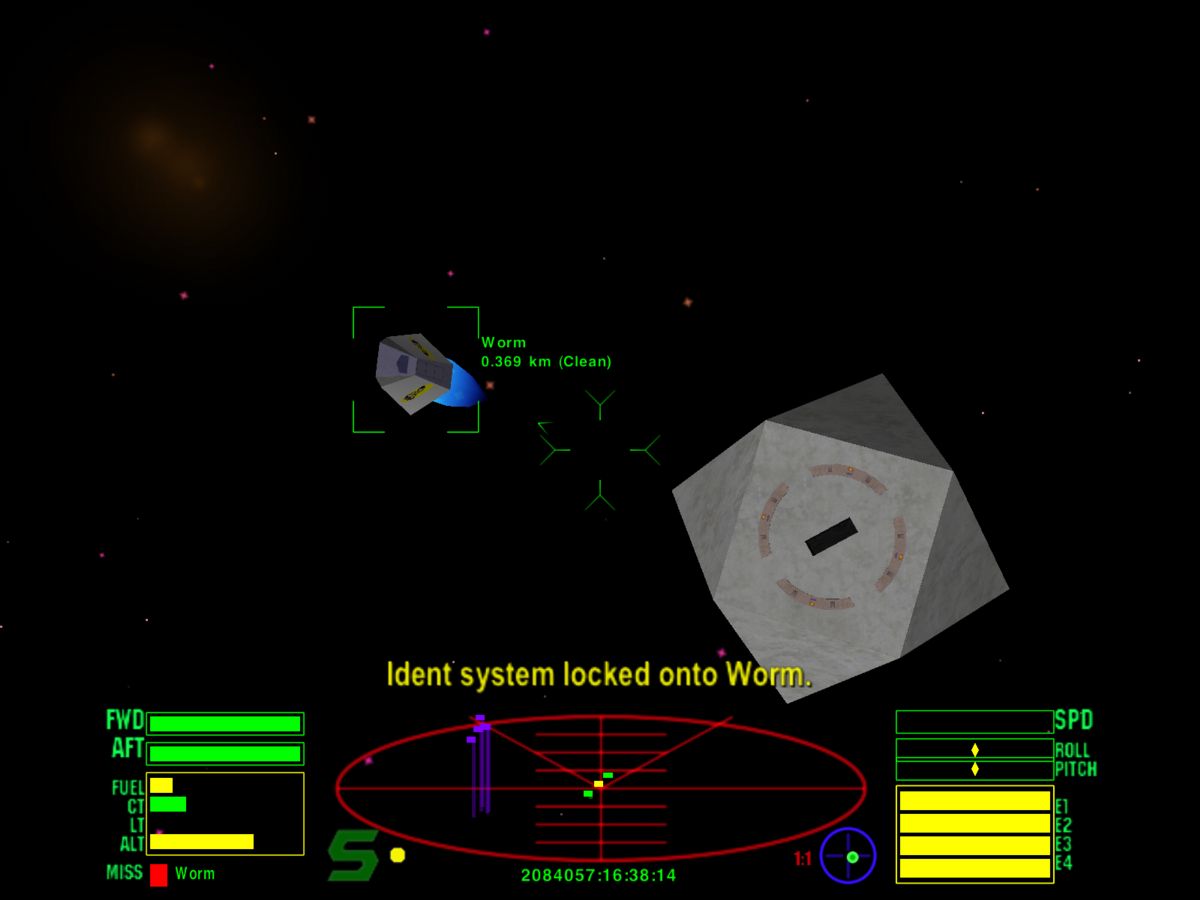 Worm
0.369 km (Clean)
Ident system locked onto Worm.
FWD
AFT
FUEL
CT
LT
ALT
MISS Worm
S
2084057:16:38:14
1:1
SPD
ROLL
PITCH
E1
E2
E3
E4